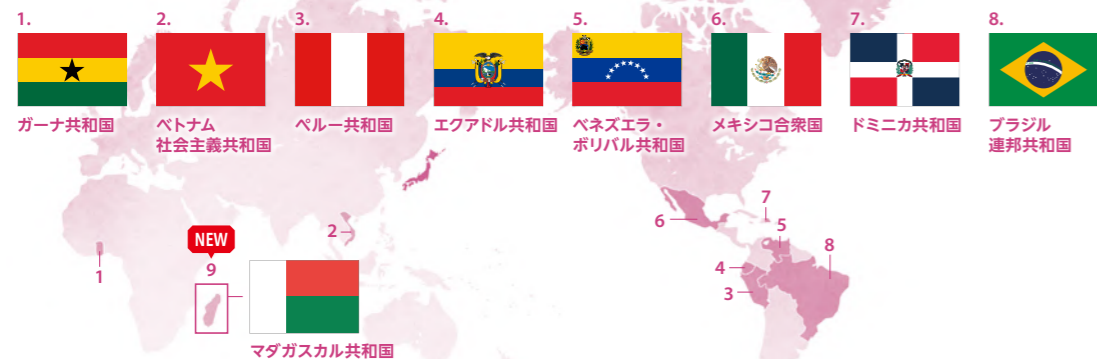 1.
2.
3.
4.
5.
6.
7.
8.
ガーナ共和国
ベトナム
社会主義共和国
ペルー共和国
エクアドル共和国
ベネズエラ・
ボリバル共和国
メキシコ合衆国
ドミニカ共和国
ブラジル
連邦共和国
7
6
5
2
8
NEW
9
4
1
3
マダガスカル共和国